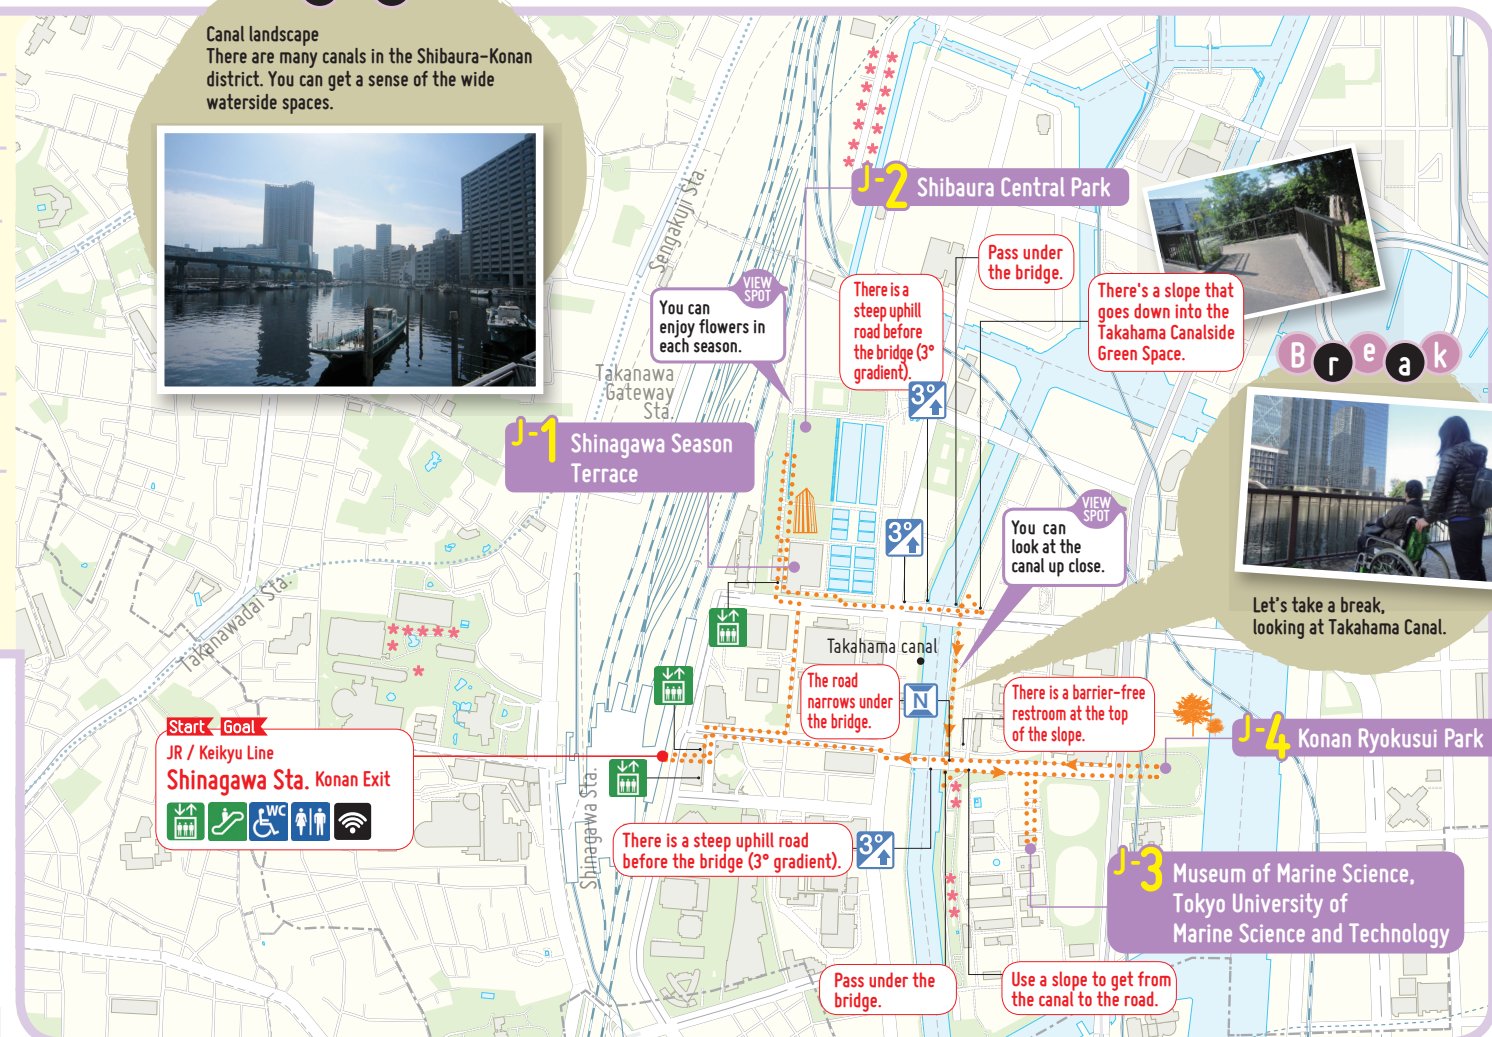 Canal landscape
There are many canals in the Shibaura-Konan
district. You can get a sense of the wide
waterside spaces.
Sengakuji Sta.
J-2 Shibaura Central Park
Pass under
the bridge.
There is a
steep uphill
road before
the bridge (3°
gradient).
3°
There's a slope that
goes down into the
Takahama Canalside
Green Space.
VIEW
SPOT
You can
enjoy flowers in
each season.
Takanawa
Gateway
Sta.
Break
J-1 Shinagawa Season
Terrace
3°
VIEW
SPOT
You can
look at the
canal up close.
Let's take a break,
looking at Takahama Canal.
Takanawadai Sta.
Takahama canal
The road
narrows under
the bridge.
N
There is a barrier-free
restroom at the top
of the slope.
J-4 Konan Ryokusui Park
Start Goal
JR / Keikyu Line
Shinagawa Sta. Konan Exit
WC
Shinagawa Sta.
There is a steep uphill road
before the bridge (3° gradient).
3°
J-3 Museum of Marine Science,
Tokyo University of
Marine Science and Technology
Pass under the
bridge.
Use a slope to get from
the canal to the road.